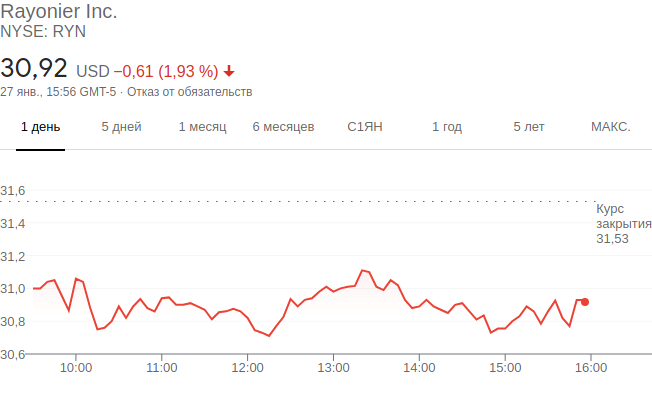 Rayonier Inc.
NYSE: RYN
30,92 USD −0,61 (1,93 %)
27 янв., 15:56 GMT-5 · Отказ от обязательств
1 день 5 дней 1 месяц 6 месяцев С1ЯН 1 год 5 лет МАКС.
31,6
Курс
закрытия
31,53
31,4
31,2
31,0
30,8
30,6
10:00 11:00 12:00 13:00 14:00 15:00 16:00